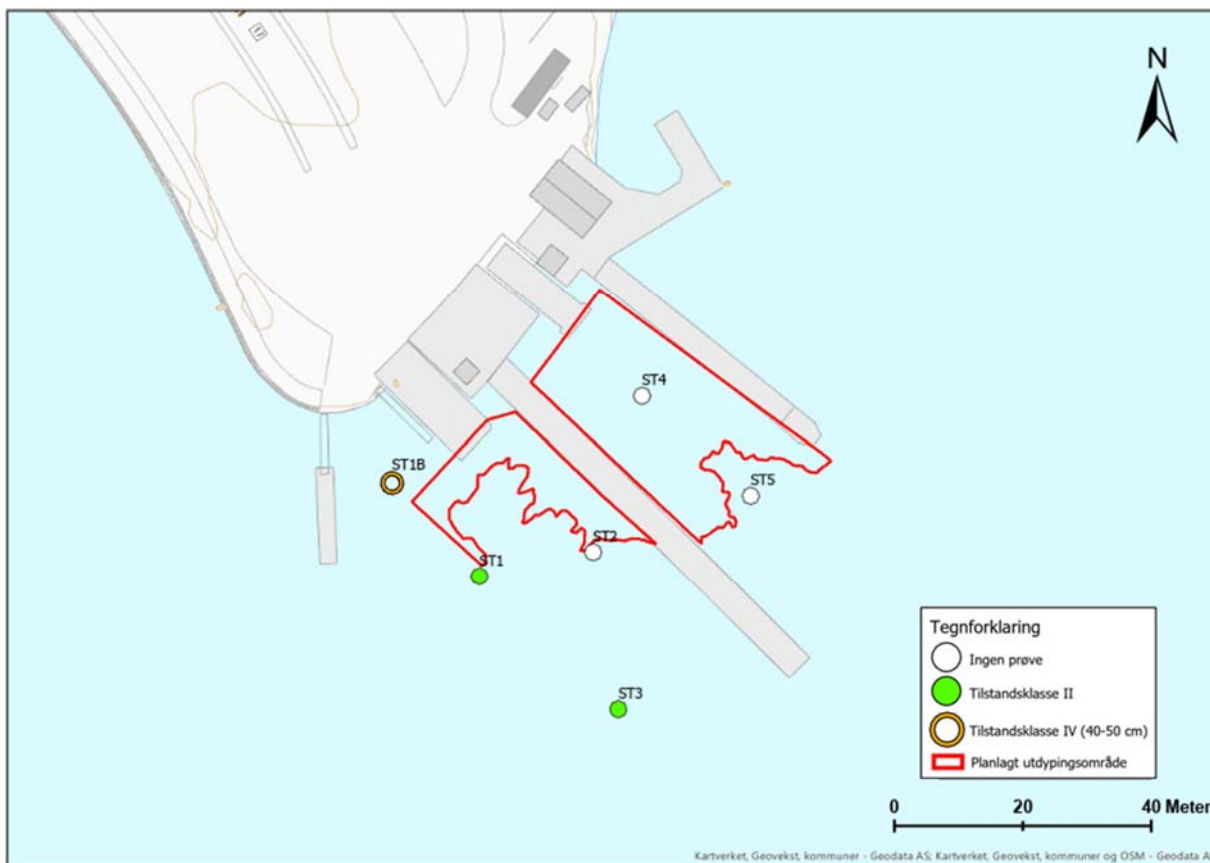 N
ST4
ST1B
ST5
ST2
ST1
ST3
Tegnforklaring
Ingen prøve
Tilstandsklasse II
Tilstandsklasse IV (40-50 cm)
Planlagt utdypingsområde
0 20 40 Meter
Kartverket, Geovekst, kommuner - Geodata AS; Kartverket, Geovekst, kommuner og OSM - Geodata A